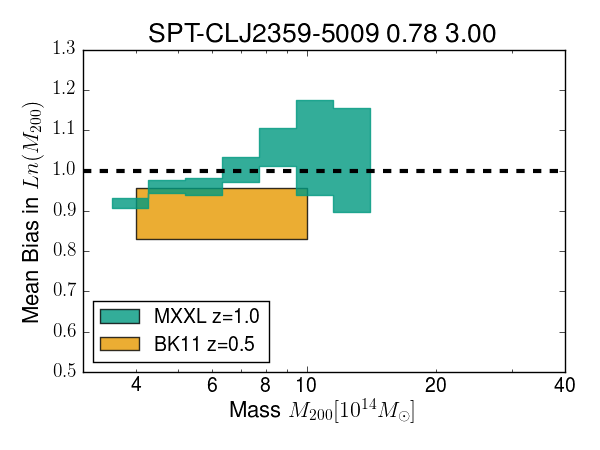 SPT-CLJ2359-5009 0.78 3.00
1.3
1.2
1.1
1.0
0.9
0.8
0.7
0.6
0.5
Mean Bias in Ln(M200)
MXXL z=1.0
BK11 z=0.5
4 6 8 10 20 40
Mass M200[10^14 M⊙]